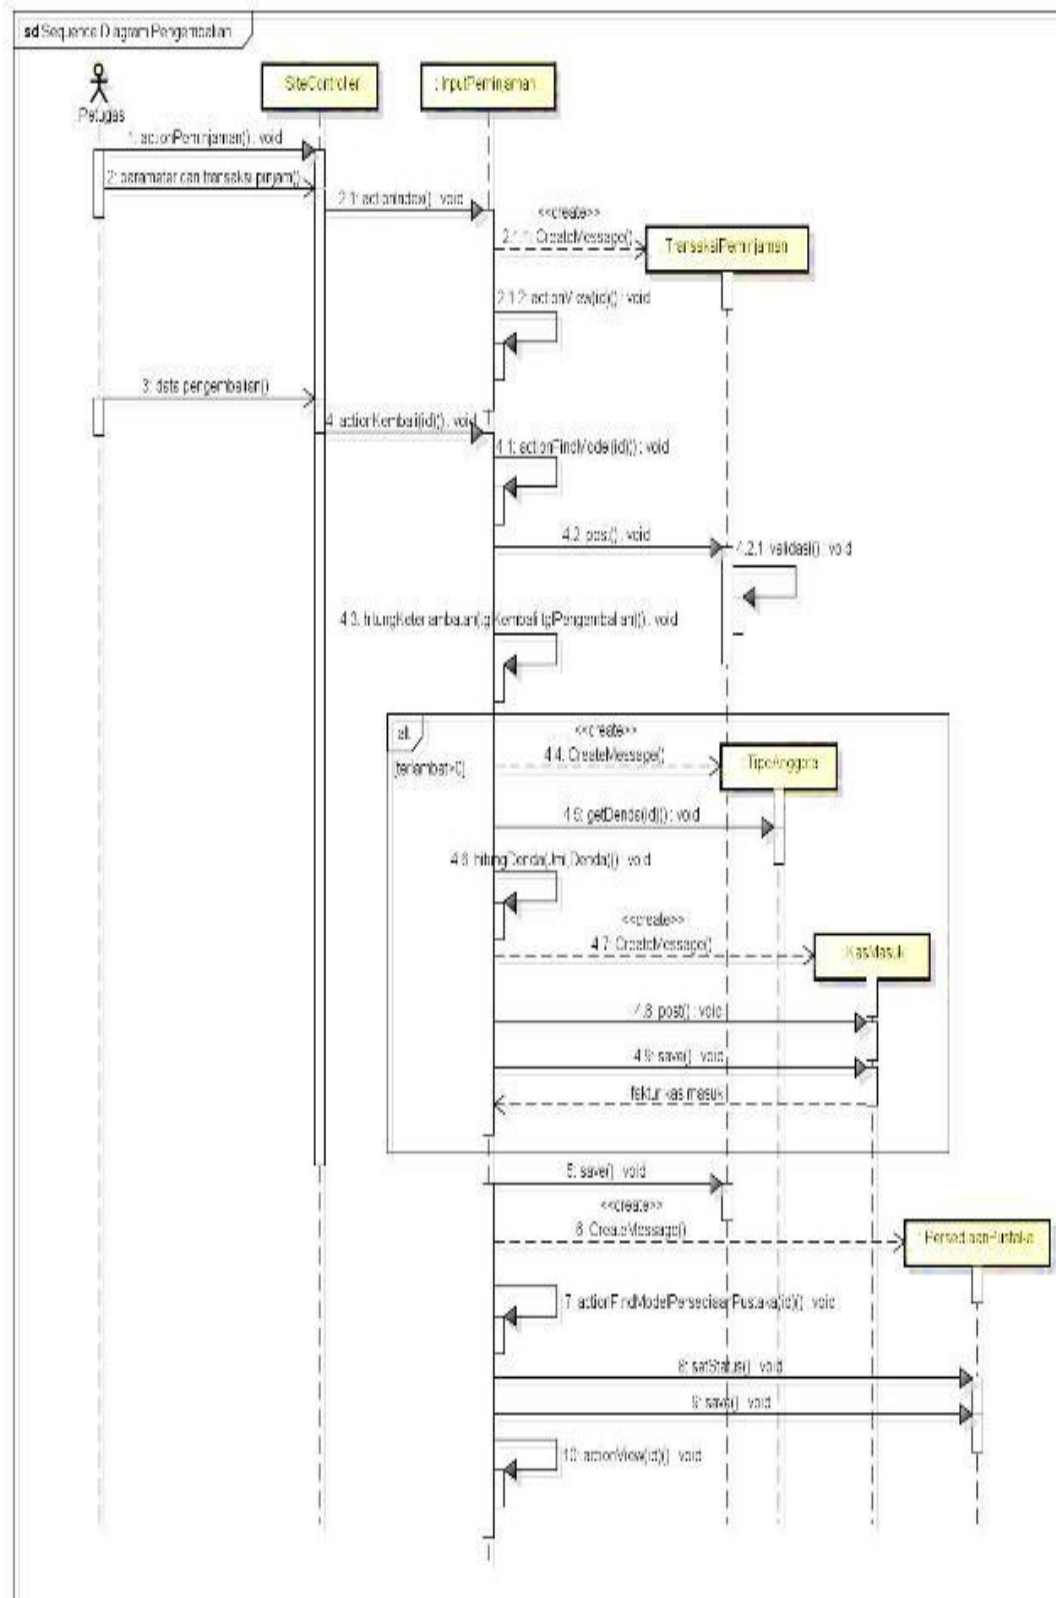 sd Sequence Diagram Pengembalian
Petugas
SiteController
: InputPeminjaman
1: actionPeminjaman() : void
2: paramatar dan transaksi pinjam()
2.1: actionIndex() : void
<<create>>
2.1.1: CreateMessage()
TransaksiPeminjaman
2.1.2: actionView(id)() : void
3: data pengembalian()
4: actionKembali(id)() : void
4.1: actionFindModel(id)() : void
4.2: post() : void
4.2.1: validasi() : void
4.3: hitungKeterlambatan(tglKembali,tglPengembalian)() : void
alt
[terlambat>0]
<<create>>
4.4: CreateMessage()
: TipeAnggota
4.5: getDenda(id)() : void
4.6: hitungDenda(Jml,Denda)() : void
<<create>>
4.7: CreateMessage()
: KasMasuk
4.8: post() : void
4.9: save() : void
faktur kas masuk
5: save() : void
<<create>>
6: CreateMessage()
: PersediaanPustaka
7: actionFindModelPersediaanPustaka(id)() : void
8: setStatus() : void
9: save() : void
10: actionView(id)() : void